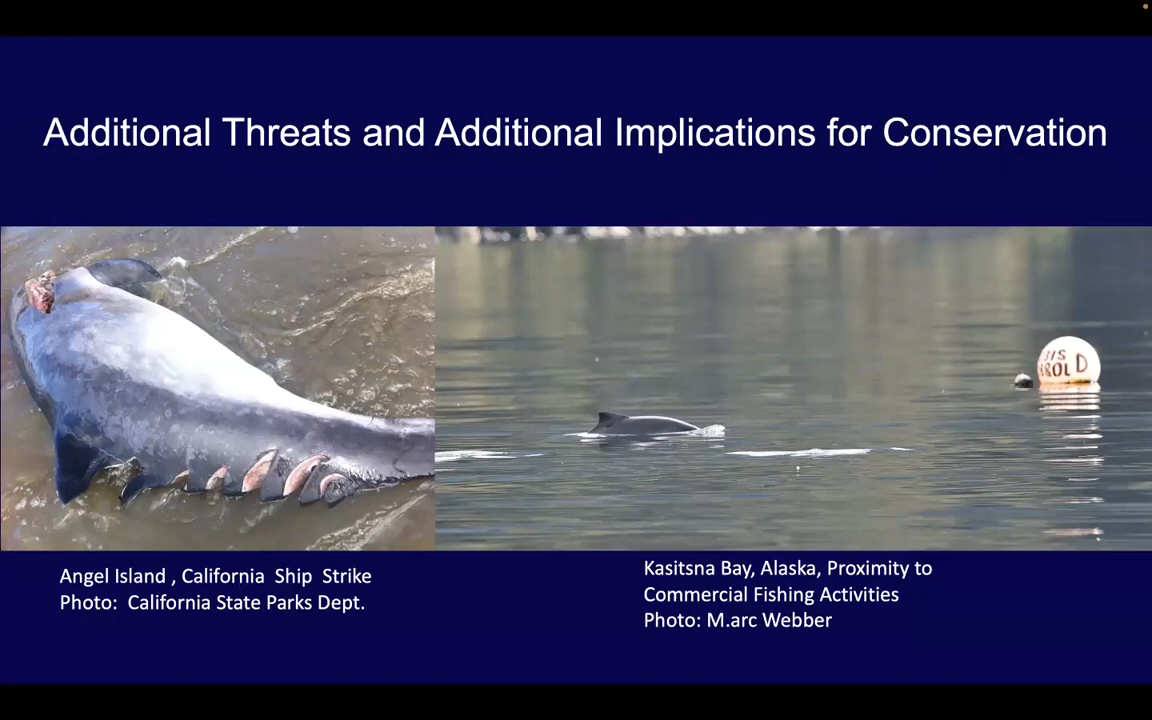 Additional Threats and Additional Implications for Conservation
Angel Island , California Ship Strike
Photo: California State Parks Dept.
Kasitsna Bay, Alaska, Proximity to
Commercial Fishing Activities
Photo: M.arc Webber
D